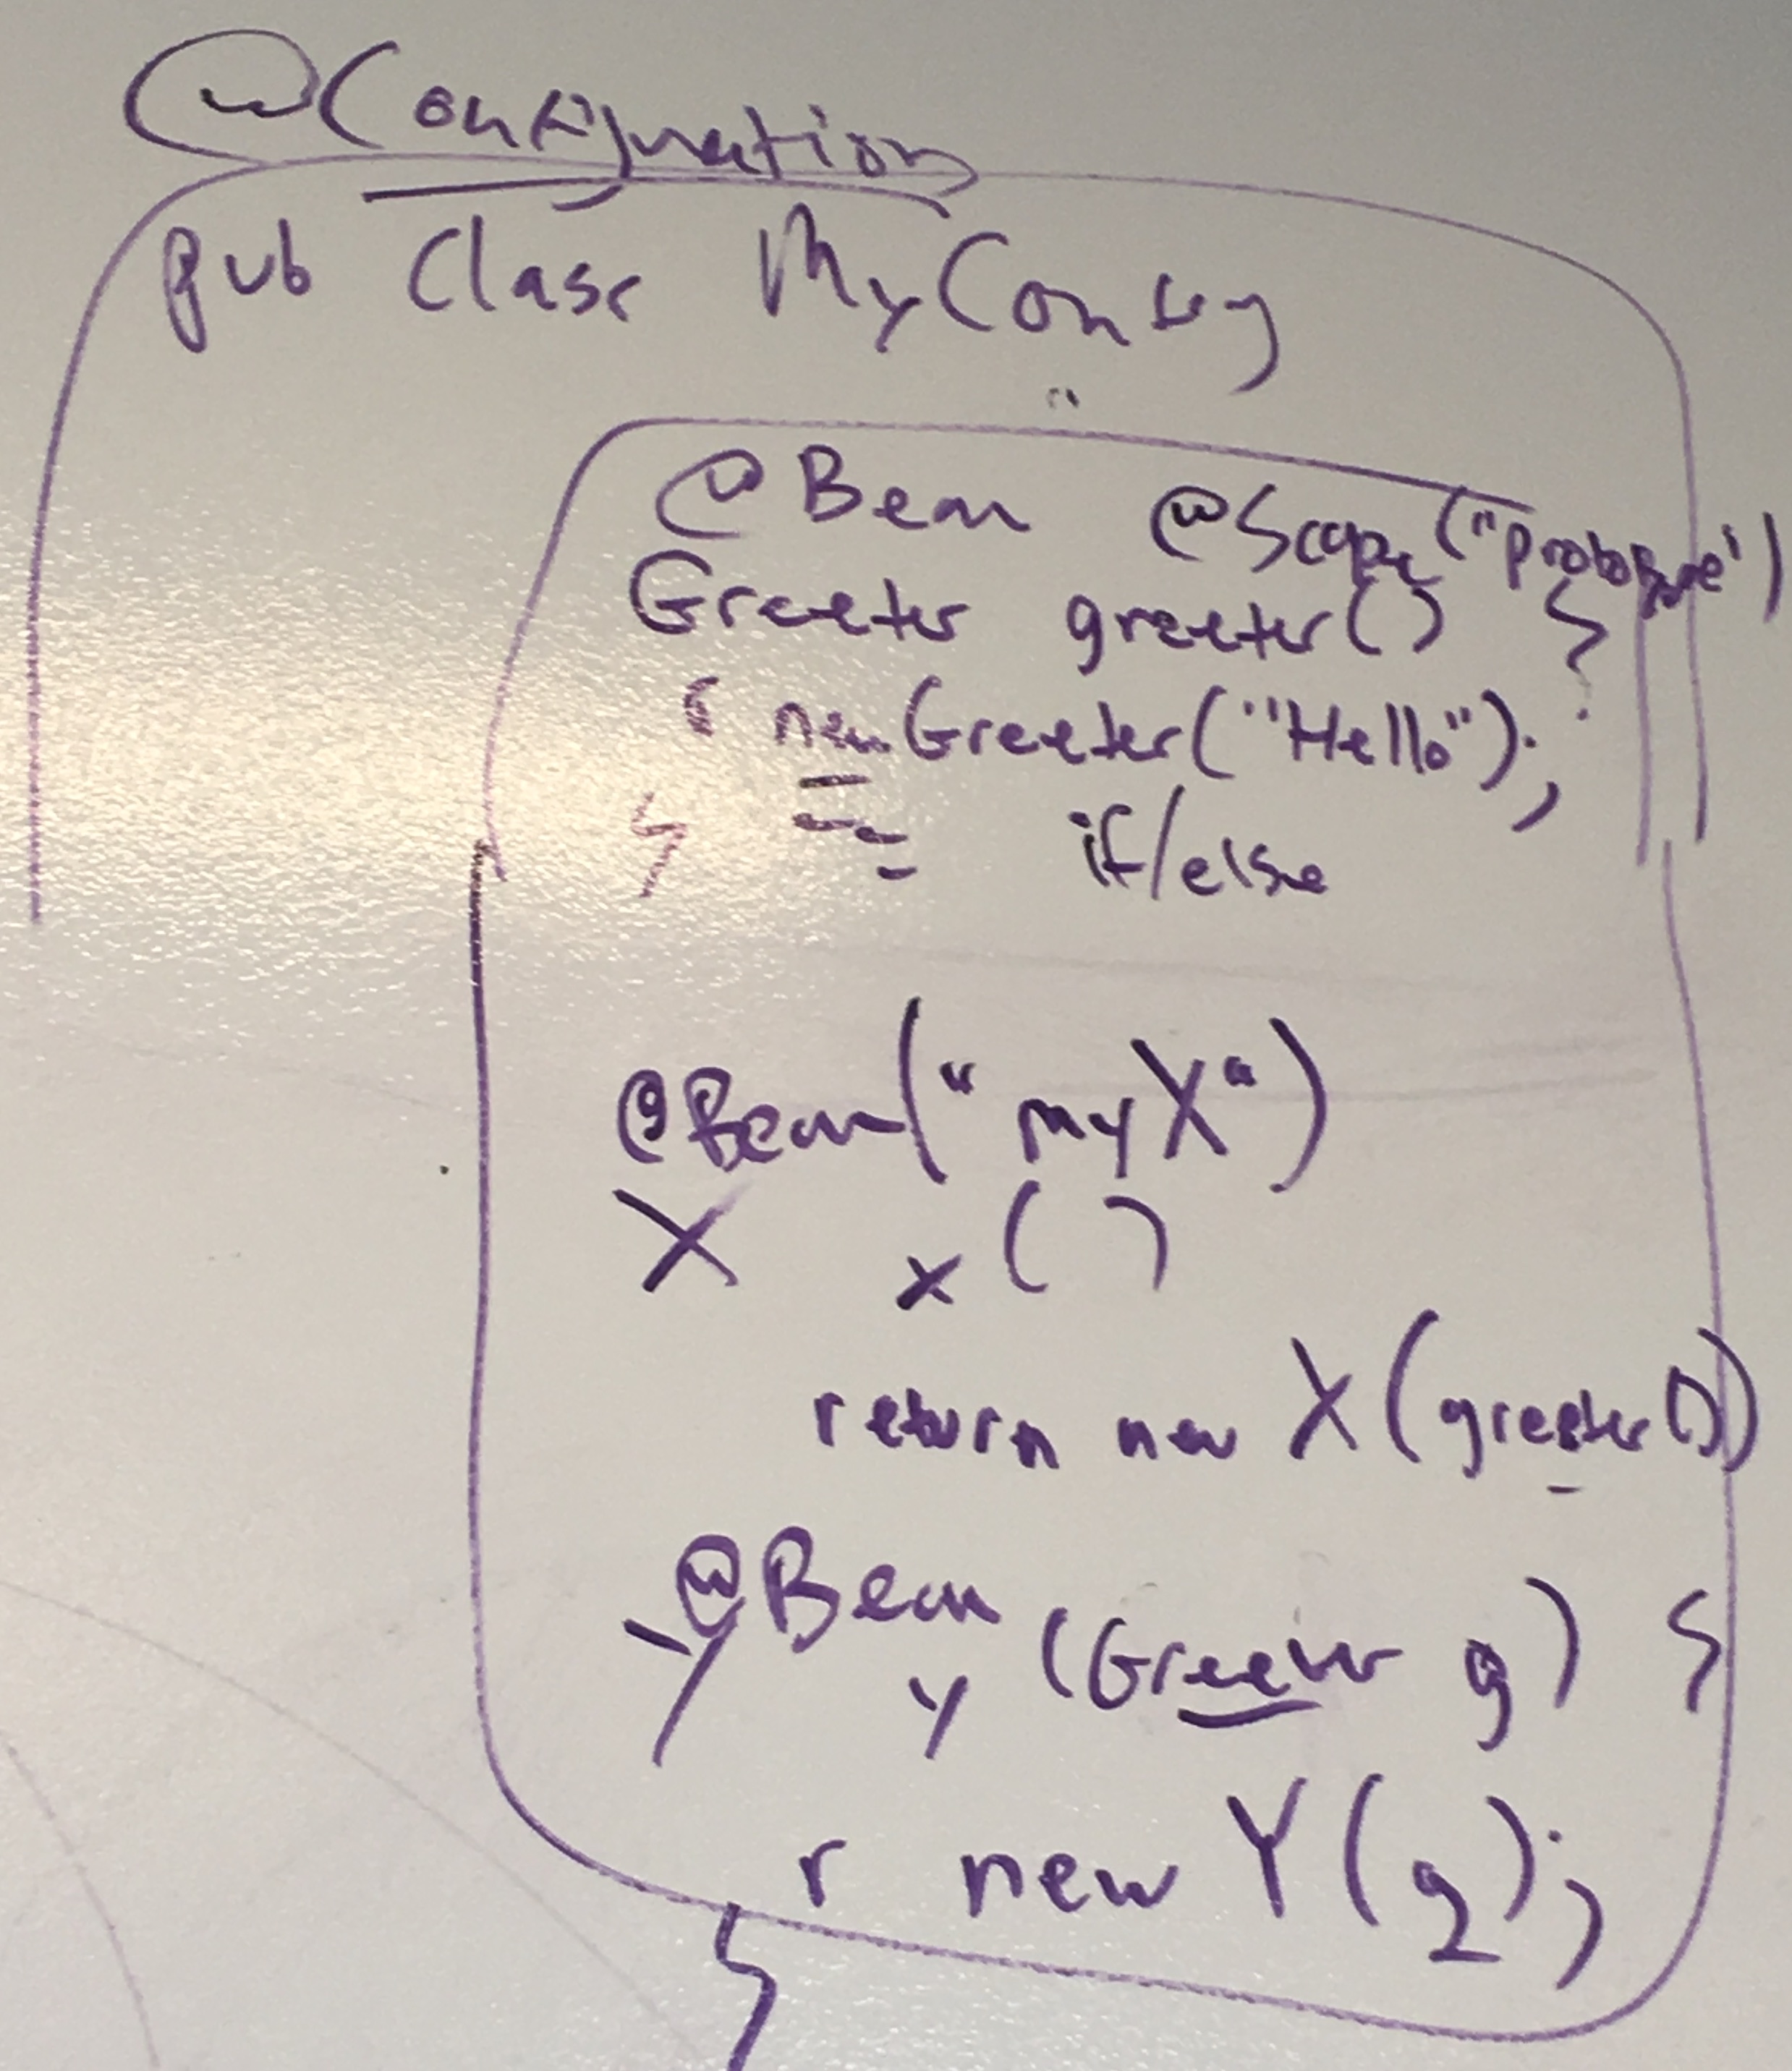 @Configuration
pub class MyConfig
@Bean @Scope("prototype")
Greeter greeter() {
r new Greeter("Hello");
} if/else
@Bean("myX")
X x()
return new X(greeter())
@Bean
Y y (Greeter g) {
r new Y(g);
}